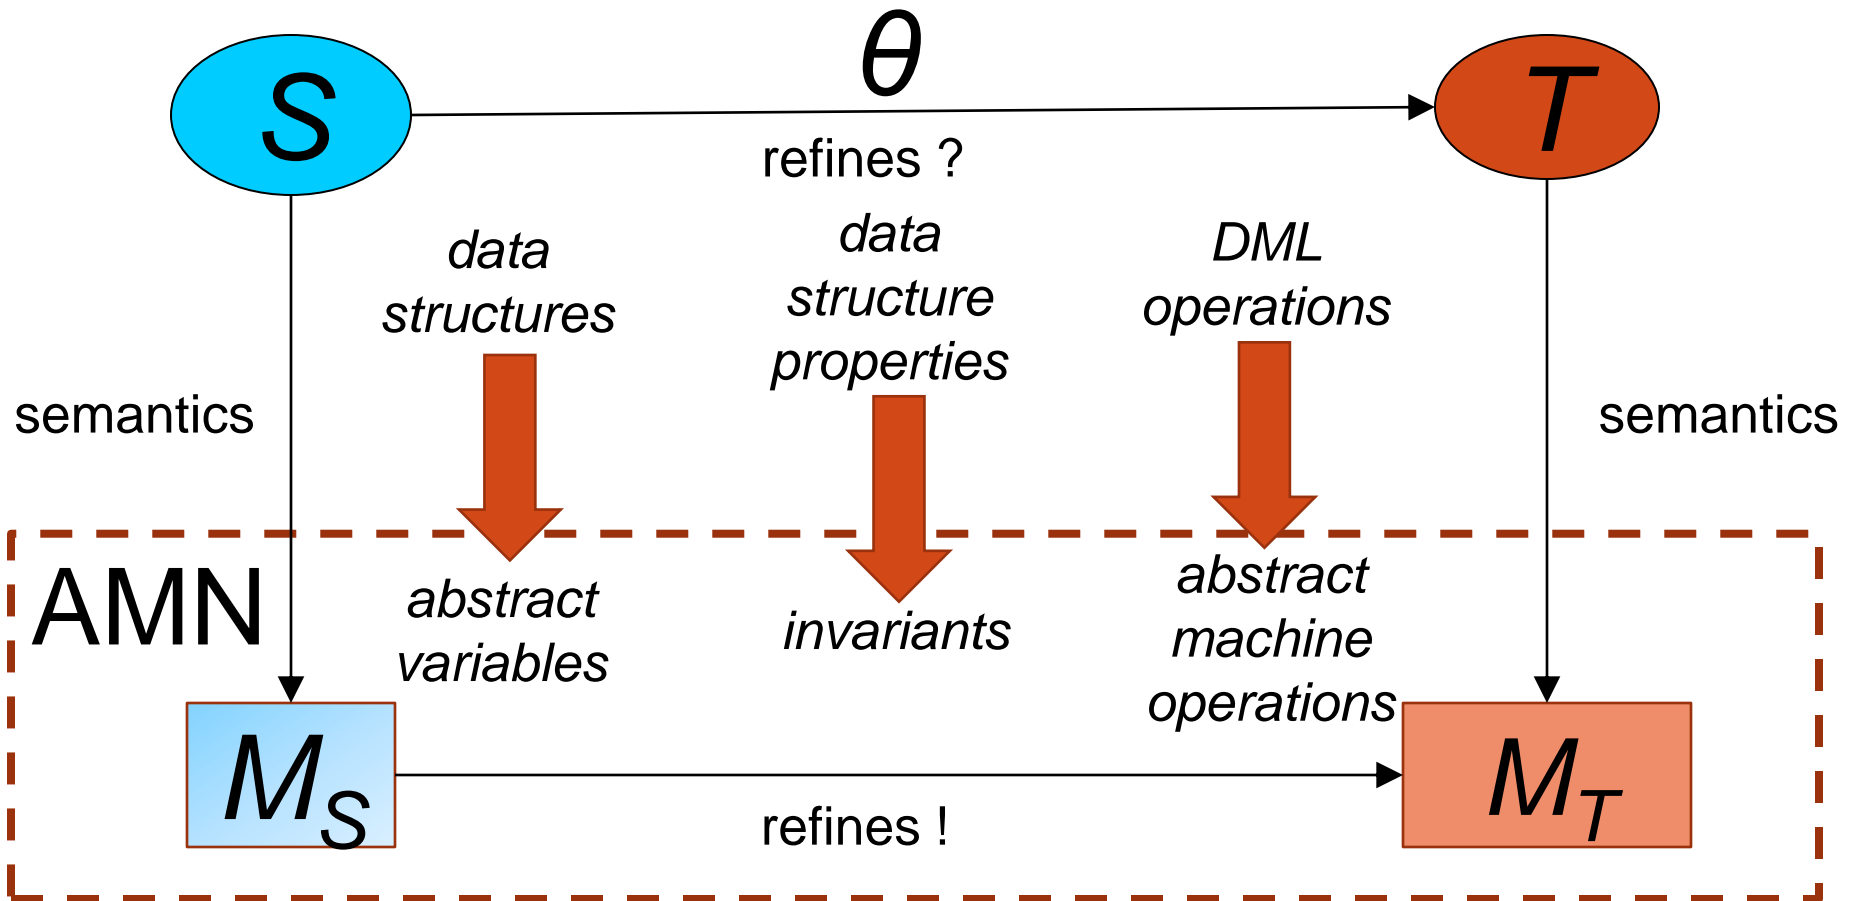 θ
S
T
refines ?
data
structures
data
structure
properties
DML
operations
semantics
semantics
AMN
abstract
variables
invariants
abstract
machine
operations
M_S
M_T
refines !